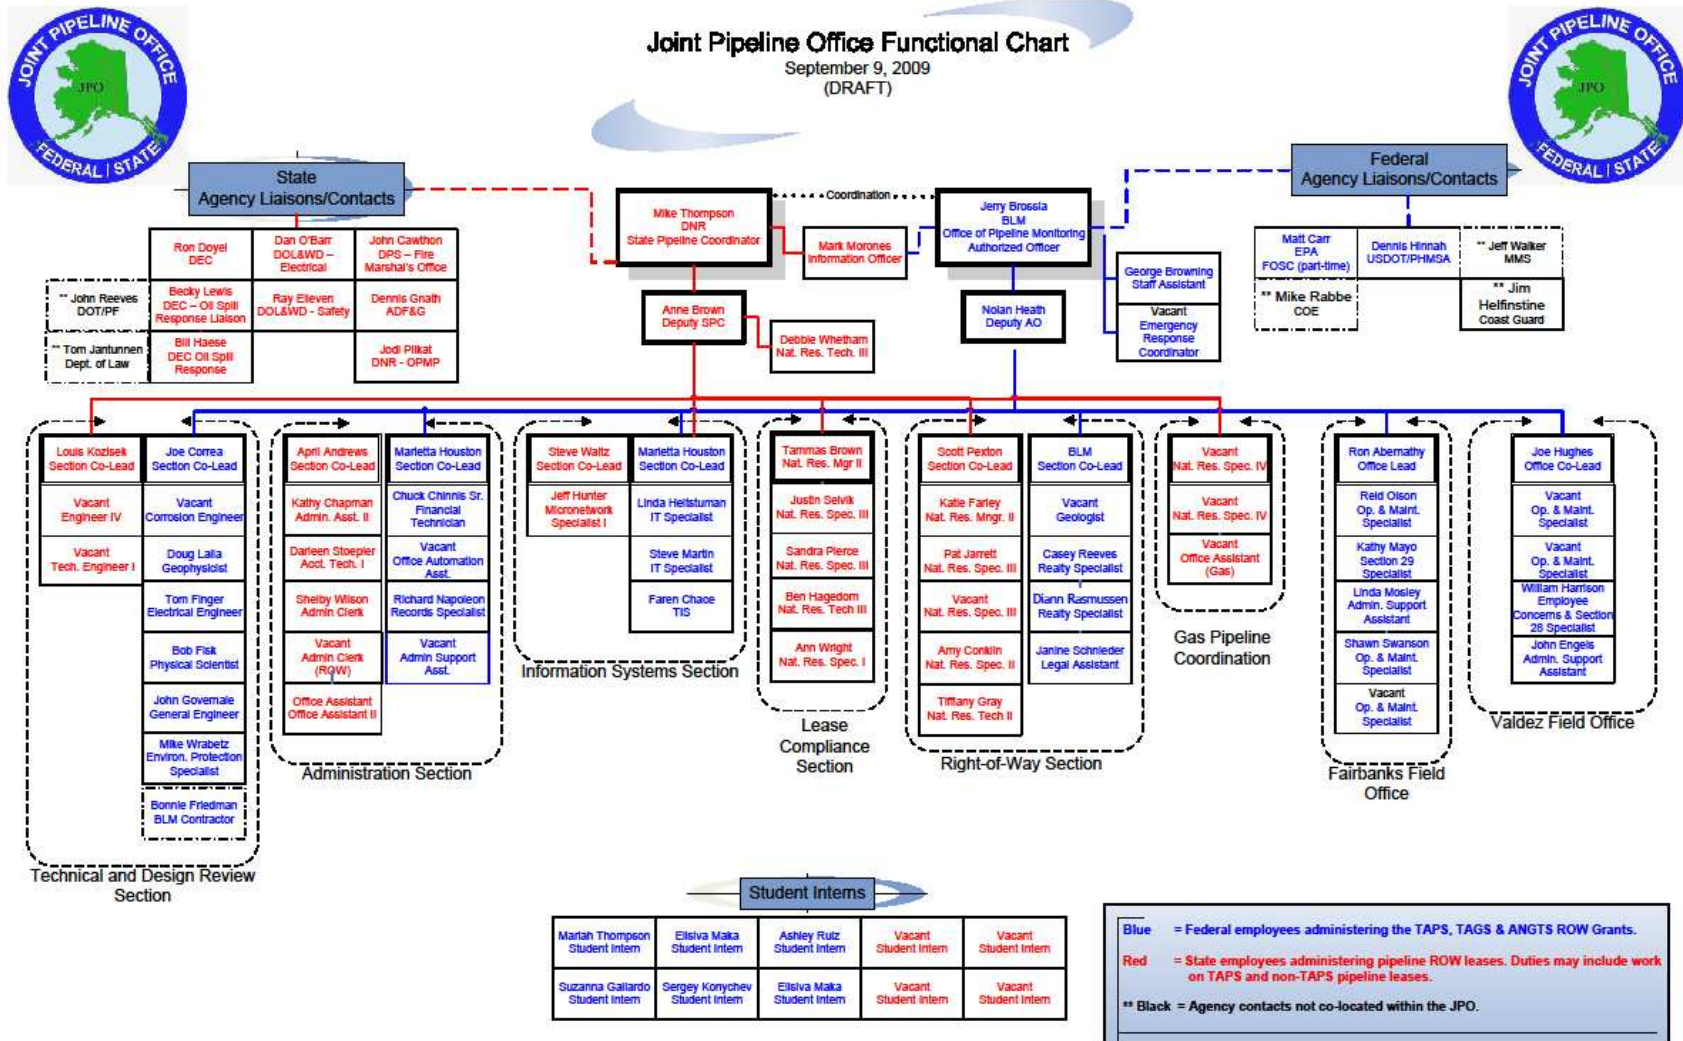 JOINT PIPELINE OFFICE
JPO
FEDERAL | STATE
Joint Pipeline Office Functional Chart
September 9, 2009
(DRAFT)
JOINT PIPELINE OFFICE
JPO
FEDERAL | STATE
State
Agency Liaisons/Contacts
Ron Doyel
DEC
Dan O'Barr
DOL&WD –
Electrical
John Cawthon
DPS – Fire
Marshal's Office
** John Reeves
DOT/PF
Becky Lewis
DEC – Oil Spill
Response Liaison
Ray Elleven
DOL&WD - Safety
Dennis Gnath
ADF&G
** Tom Jantunnen
Dept. of Law
Bill Haese
DEC Oil Spill
Response
Jodi Plikat
DNR - OPMP
Coordination
Mike Thompson
DNR
State Pipeline Coordinator
Mark Morones
Information Officer
Jerry Brossia
BLM
Office of Pipeline Monitoring
Authorized Officer
Anne Brown
Deputy SPC
Debbie Whetham
Nat. Res. Tech. III
Nolan Heath
Deputy AO
George Browning
Staff Assistant
Vacant
Emergency
Response
Coordinator
Federal
Agency Liaisons/Contacts
Matt Carr
EPA
FOSC (part-time)
Dennis Hinnah
USDOT/PHMSA
** Jeff Walker
MMS
** Mike Rabbe
COE
** Jim
Helfinstine
Coast Guard
Louis Kozisek
Section Co-Lead
Vacant
Engineer IV
Vacant
Tech. Engineer I
Joe Correa
Section Co-Lead
Vacant
Corrosion Engineer
Doug Lalla
Geophysicist
Tom Finger
Electrical Engineer
Bob Fisk
Physical Scientist
John Governale
General Engineer
Mike Wrabetz
Environ. Protection
Specialist
Bonnie Friedman
BLM Contractor
Technical and Design Review
Section
April Andrews
Section Co-Lead
Kathy Chapman
Admin. Asst. II
Darleen Stoepler
Acct. Tech. I
Shelby Wilson
Admin Clerk
Vacant
Admin Clerk
(ROW)
Office Assistant
Office Assistant II
Marletta Houston
Section Co-Lead
Chuck Chinnis Sr.
Financial
Technician
Vacant
Office Automation
Asst.
Richard Napoleon
Records Specialist
Vacant
Admin Support
Asst.
Administration Section
Steve Waltz
Section Co-Lead
Jeff Hunter
Micronetwork
Specialist I
Marietta Houston
Section Co-Lead
Linda Heitstuman
IT Specialist
Steve Martin
IT Specialist
Faren Chace
TIS
Information Systems Section
Tammas Brown
Nat. Res. Mgr II
Justin Selvik
Nat. Res. Spec. III
Sandra Pierce
Nat. Res. Spec. III
Ben Hagedorn
Nat. Res. Tech III
Ann Wright
Nat. Res. Spec. I
Lease
Compliance
Section
Scott Pexton
Section Co-Lead
Katie Farley
Nat. Res. Mngr. II
Pat Jarrett
Nat. Res. Spec. III
Vacant
Nat. Res. Spec. III
Amy Conklin
Nat. Res. Spec. II
Tiffany Gray
Nat. Res. Tech II
BLM
Section Co-Lead
Vacant
Geologist
Casey Reeves
Realty Specialist
Diann Rasmussen
Realty Specialist
Janine Schnieder
Legal Assistant
Right-of-Way Section
Vacant
Nat. Res. Spec. IV
Vacant
Nat. Res. Spec. IV
Vacant
Office Assistant
(Gas)
Gas Pipeline
Coordination
Ron Abernathy
Office Lead
Reid Olson
Op. & Maint.
Specialist
Kathy Mayo
Section 29
Specialist
Linda Mosley
Admin. Support
Assistant
Shawn Swanson
Op. & Maint.
Specialist
Vacant
Op. & Maint.
Specialist
Fairbanks Field
Office
Joe Hughes
Office Co-Lead
Vacant
Op. & Maint.
Specialist
Vacant
Op. & Maint.
Specialist
William Harrison
Employee
Concerns & Section
28 Specialist
John Engels
Admin. Support
Assistant
Valdez Field Office
Student Interns
Mariah Thompson
Student Intern
Elisiva Maka
Student Intern
Ashley Ruiz
Student Intern
Vacant
Student Intern
Vacant
Student Intern
Suzanna Gallardo
Student Intern
Sergey Konychev
Student Intern
Elisiva Maka
Student Intern
Vacant
Student Intern
Vacant
Student Intern
Blue = Federal employees administering the TAPS, TAGS & ANGTS ROW Grants.
Red = State employees administering pipeline ROW leases. Duties may include work
on TAPS and non-TAPS pipeline leases.
** Black = Agency contacts not co-located within the JPO.